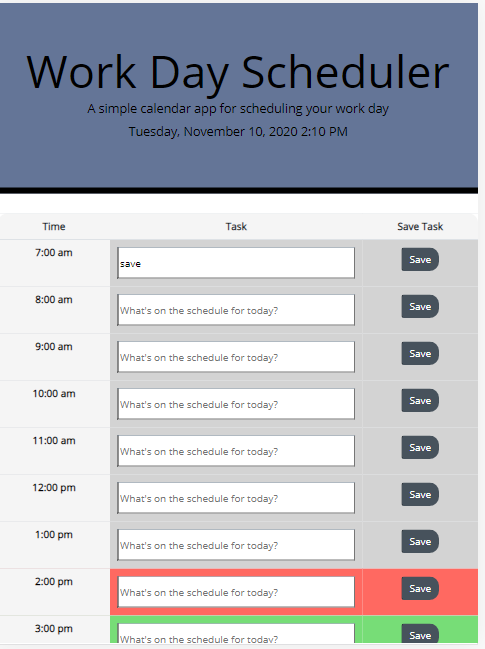 Work Day Scheduler
A simple calendar app for scheduling your work day
Tuesday, November 10, 2020 2:10 PM
Time Task Save Task
7:00 am save Save
8:00 am What's on the schedule for today? Save
9:00 am What's on the schedule for today? Save
10:00 am What's on the schedule for today? Save
11:00 am What's on the schedule for today? Save
12:00 pm What's on the schedule for today? Save
1:00 pm What's on the schedule for today? Save
2:00 pm What's on the schedule for today? Save
3:00 pm What's on the schedule for today? Save